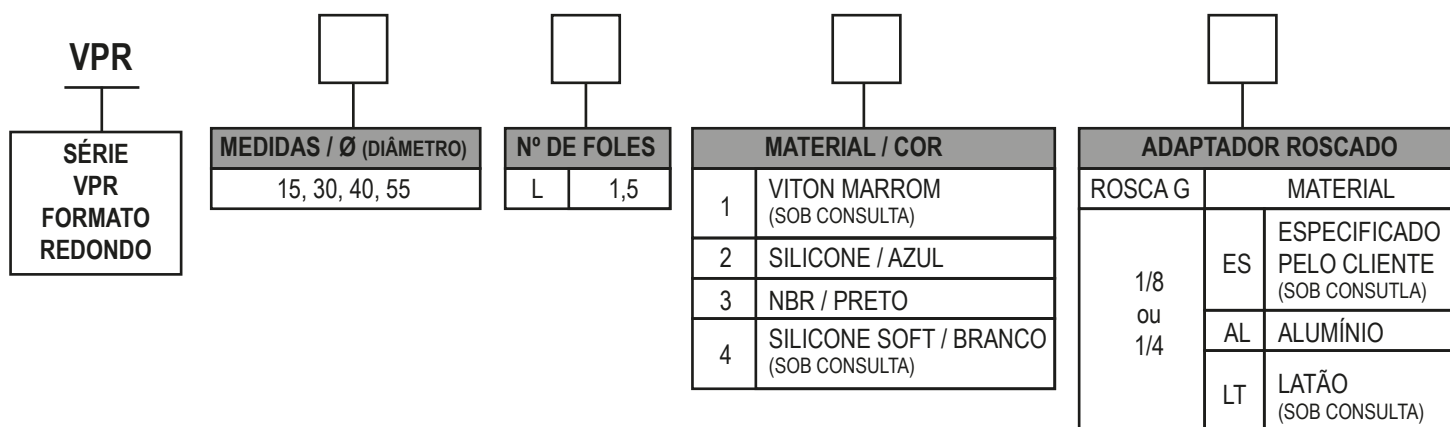 VPR
SÉRIE
VPR
FORMATO
REDONDO
MEDIDAS / Ø (DIÂMETRO)
15, 30, 40, 55
Nº DE FOLES
L 1,5
MATERIAL / COR
1 VITON MARROM
(SOB CONSULTA)
2 SILICONE / AZUL
3 NBR / PRETO
4 SILICONE SOFT / BRANCO
(SOB CONSULTA)
ADAPTADOR ROSCADO
ROSCA G MATERIAL
1/8
ou
1/4
ES ESPECIFICADO
PELO CLIENTE
(SOB CONSUTLA)
AL ALUMÍNIO
LT LATÃO
(SOB CONSULTA)